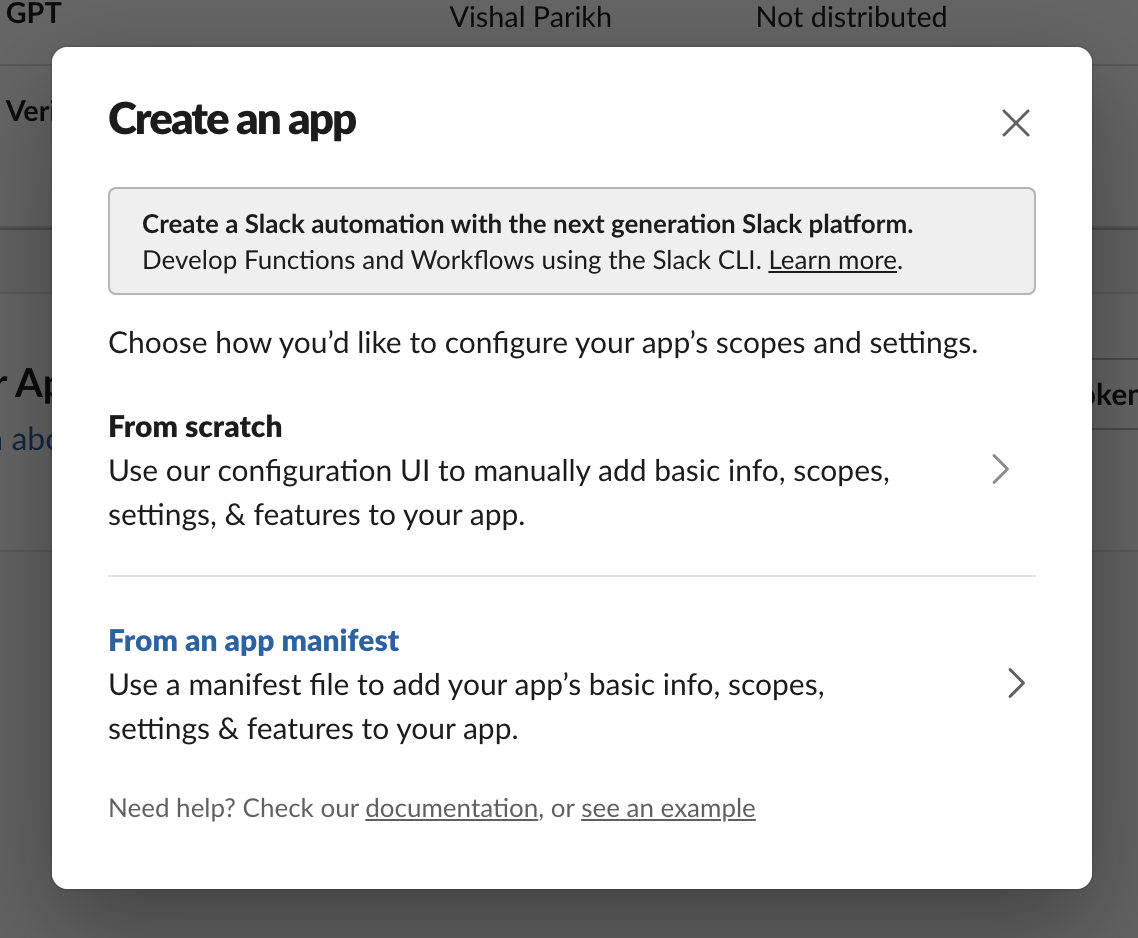 GPT Vishal Parikh Not distributed
Create an app
Create a Slack automation with the next generation Slack platform.
Develop Functions and Workflows using the Slack CLI. Learn more.
Choose how you’d like to configure your app’s scopes and settings.
From scratch
Use our configuration UI to manually add basic info, scopes,
settings, & features to your app.
From an app manifest
Use a manifest file to add your app’s basic info, scopes,
settings & features to your app.
Need help? Check our documentation, or see an example